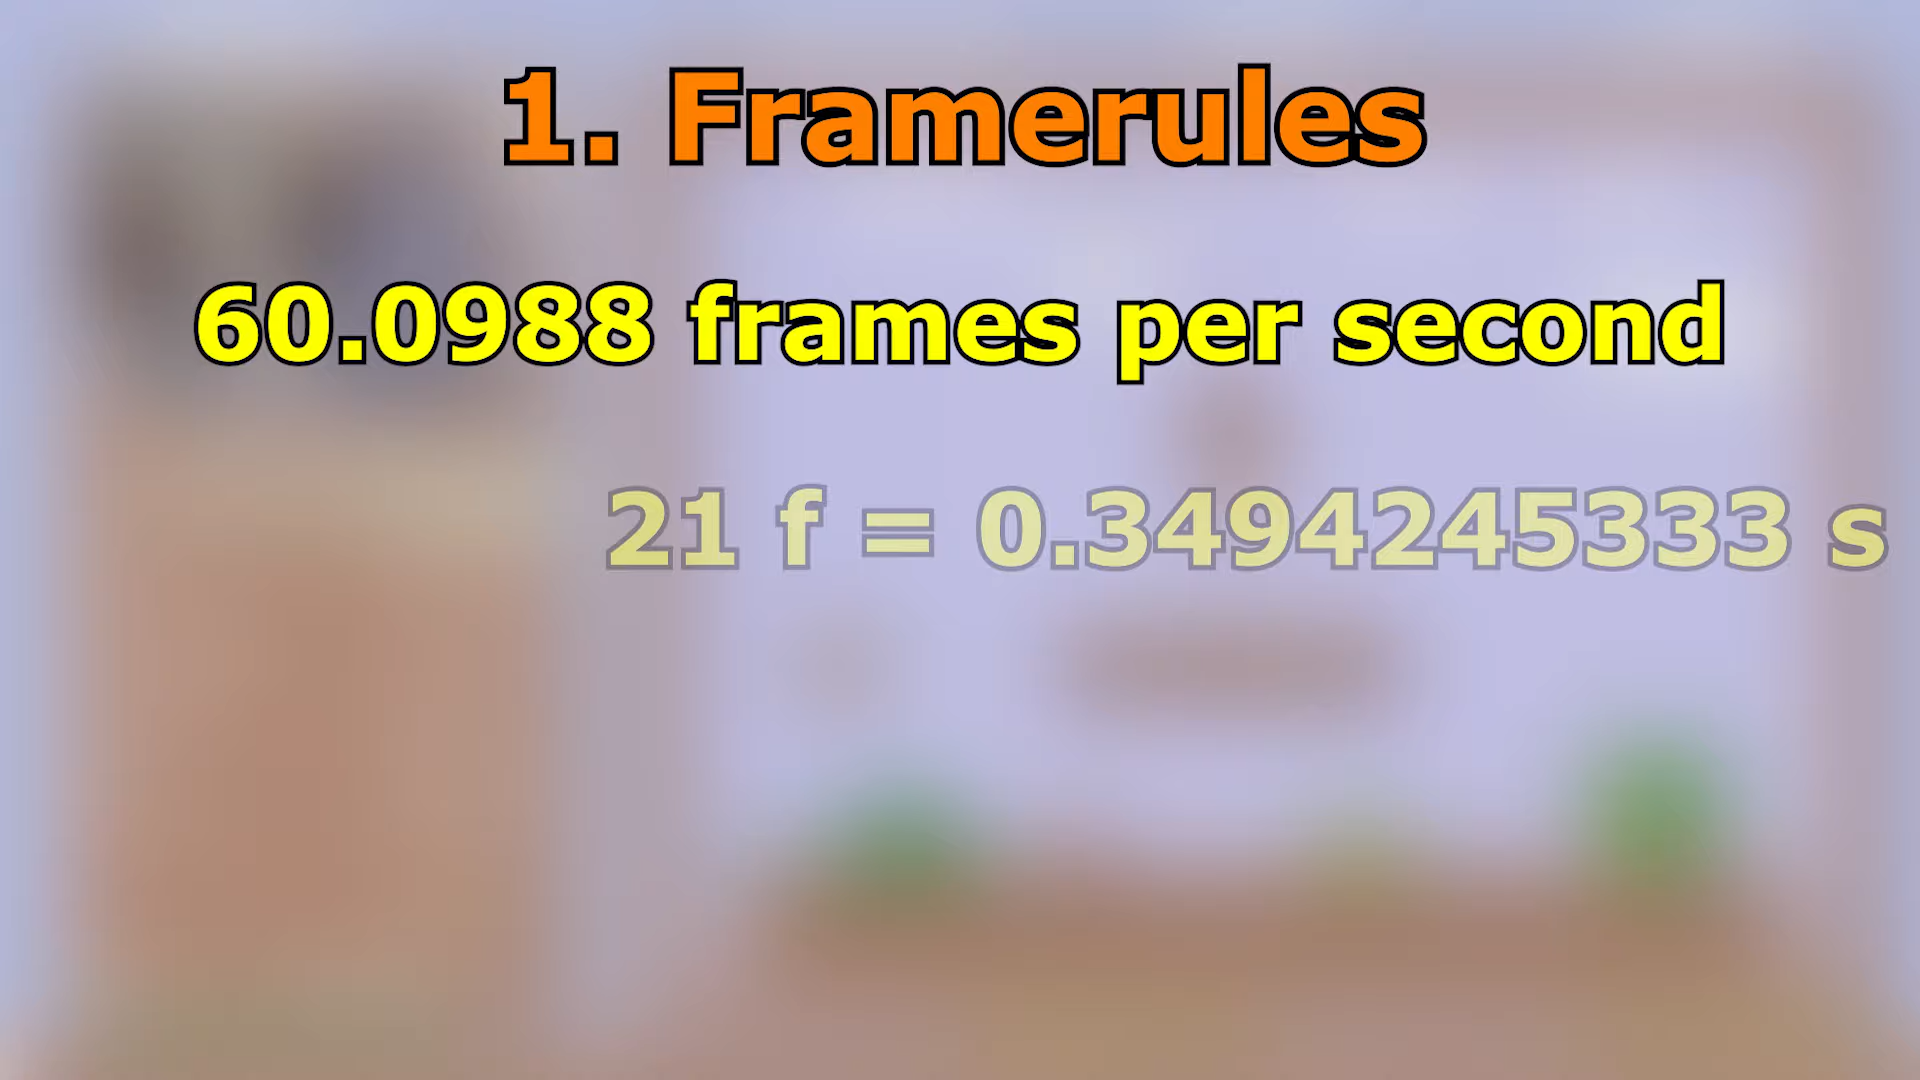 1. Framerules
60.0988 frames per second
21 f = 0.3494245333 s